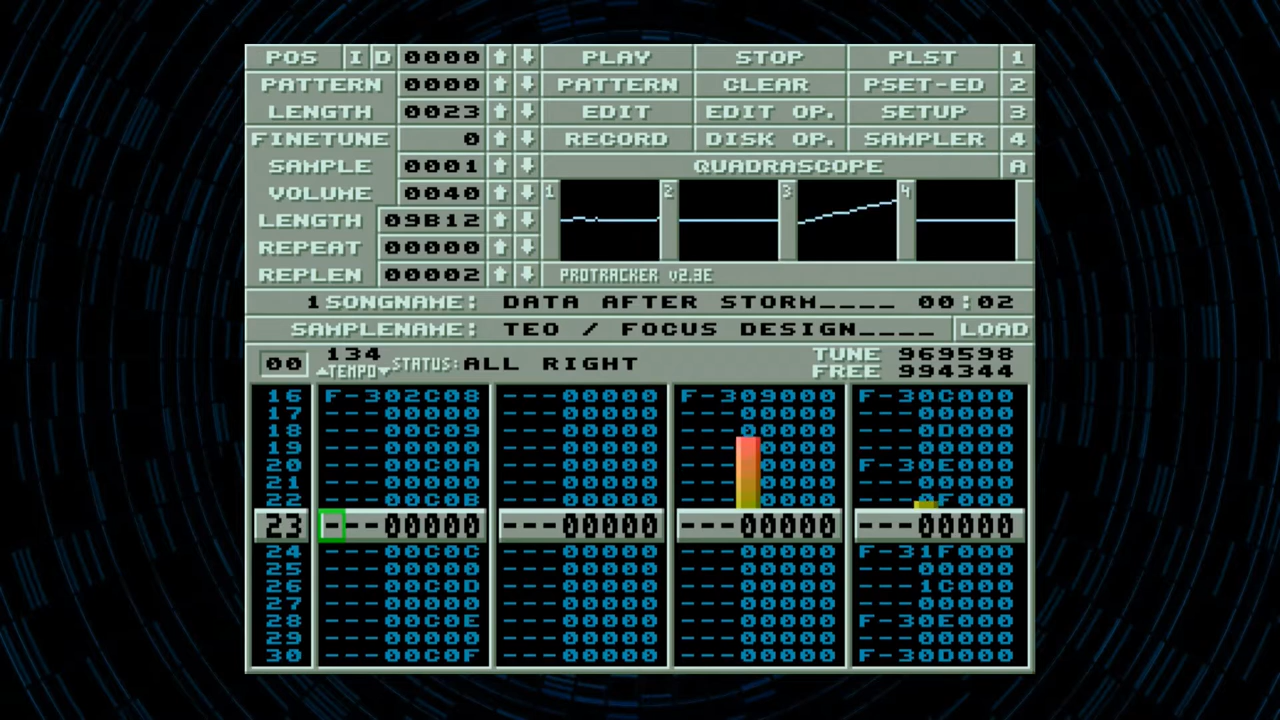 POS I D 0000 PLAY STOP PLST 1
PATTERN 0000 PATTERN CLEAR PSET-ED 2
LENGTH 0023 EDIT EDIT OP. SETUP 3
FINETUNE 0 RECORD DISK OP. SAMPLER 4
SAMPLE 0001 QUADRASCOPE A
VOLUME 0040 1 2 3 4
LENGTH 09B12
REPEAT 00000
REPLEN 00002 PROTRACKER V2.3E
1 SONGNAME: DATA AFTER STORM____ 00:02
SAMPLENAME: TEO / FOCUS DESIGN____ LOAD
00 134 TEMPO STATUS: ALL RIGHT TUNE 969598
FREE 994344
16 F-302C08 ---00000 F-309000 F-30C000
17 ---00000 ---00000 ---00000 ---00000
18 ---00C09 ---00000 ---00000 ---0D000
19 ---00000 ---00000 ---0000 ---00000
20 ---00C0A ---00000 ---0000 F-30E000
21 ---00000 ---00000 ---0000 ---00000
22 ---00C0B ---00000 ---0000 ---0F000
23 ---00000 ---00000 ---00000 ---00000
24 ---00C0C ---00000 ---00000 F-31F000
25 ---00000 ---00000 ---00000 ---00000
26 ---00C0D ---00000 ---00000 ---1C000
27 ---00000 ---00000 ---00000 ---00000
28 ---00C0E ---00000 ---00000 F-30E000
29 ---00000 ---00000 ---00000 ---00000
30 ---00C0F ---00000 ---00000 F-30D000